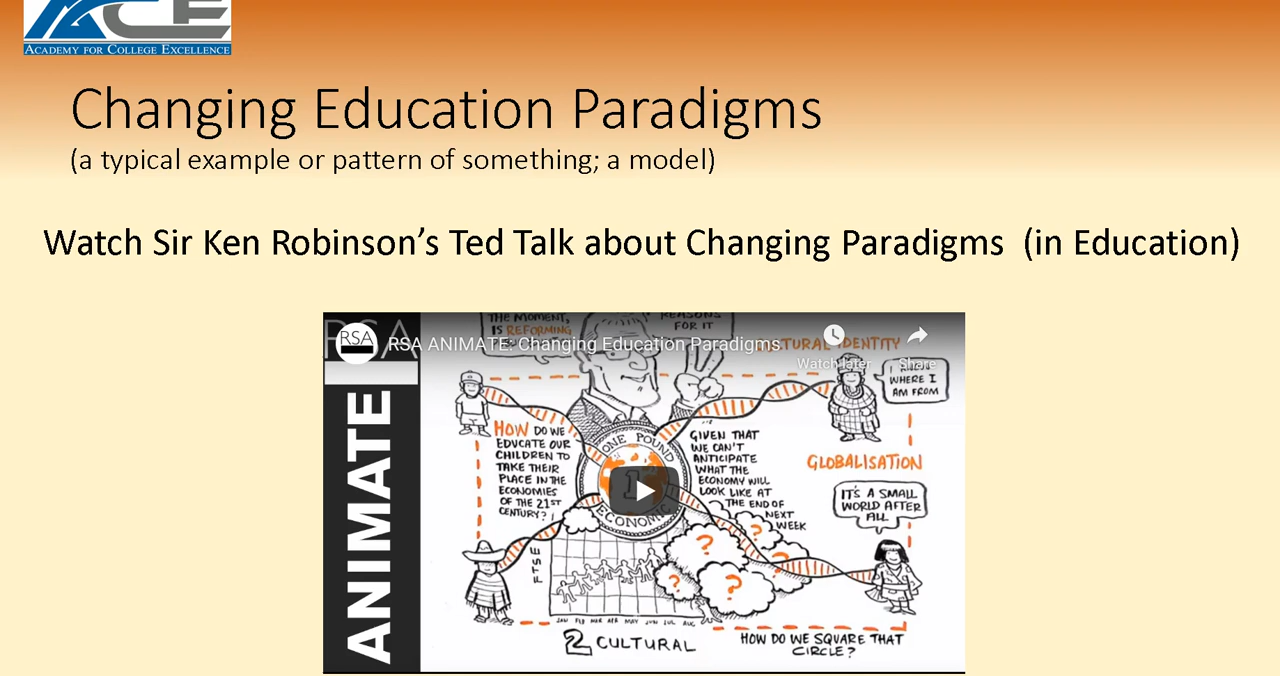 ACE
ACADEMY FOR COLLEGE EXCELLENCE
Changing Education Paradigms
(a typical example or pattern of something; a model)
Watch Sir Ken Robinson’s Ted Talk about Changing Paradigms (in Education)
THE MOMENT,
IS REFORMING
REASONS
FOR IT
RSA
RSA
RSA ANIMATE: Changing Education Paradigms
CULTURAL IDENTITY
Watch later
Share
WHERE I
AM FROM
ANIMATE
HOW DO WE
EDUCATE OUR
CHILDREN TO
TAKE THEIR
PLACE IN THE
ECONOMIES
OF THE 21ST
CENTURY?
ONE POUND
1
ECONOMIC
GIVEN THAT
WE CAN'T
ANTICIPATE
WHAT THE
ECONOMY WILL
LOOK LIKE AT
THE END OF
NEXT
WEEK
GLOBALISATION
IT'S A SMALL
WORLD AFTER
ALL
FTSE
? ? ? ? ?
JAN FEB MAR APR MAY JUN JUL AUG
2 CULTURAL
HOW DO WE SQUARE THAT
CIRCLE?